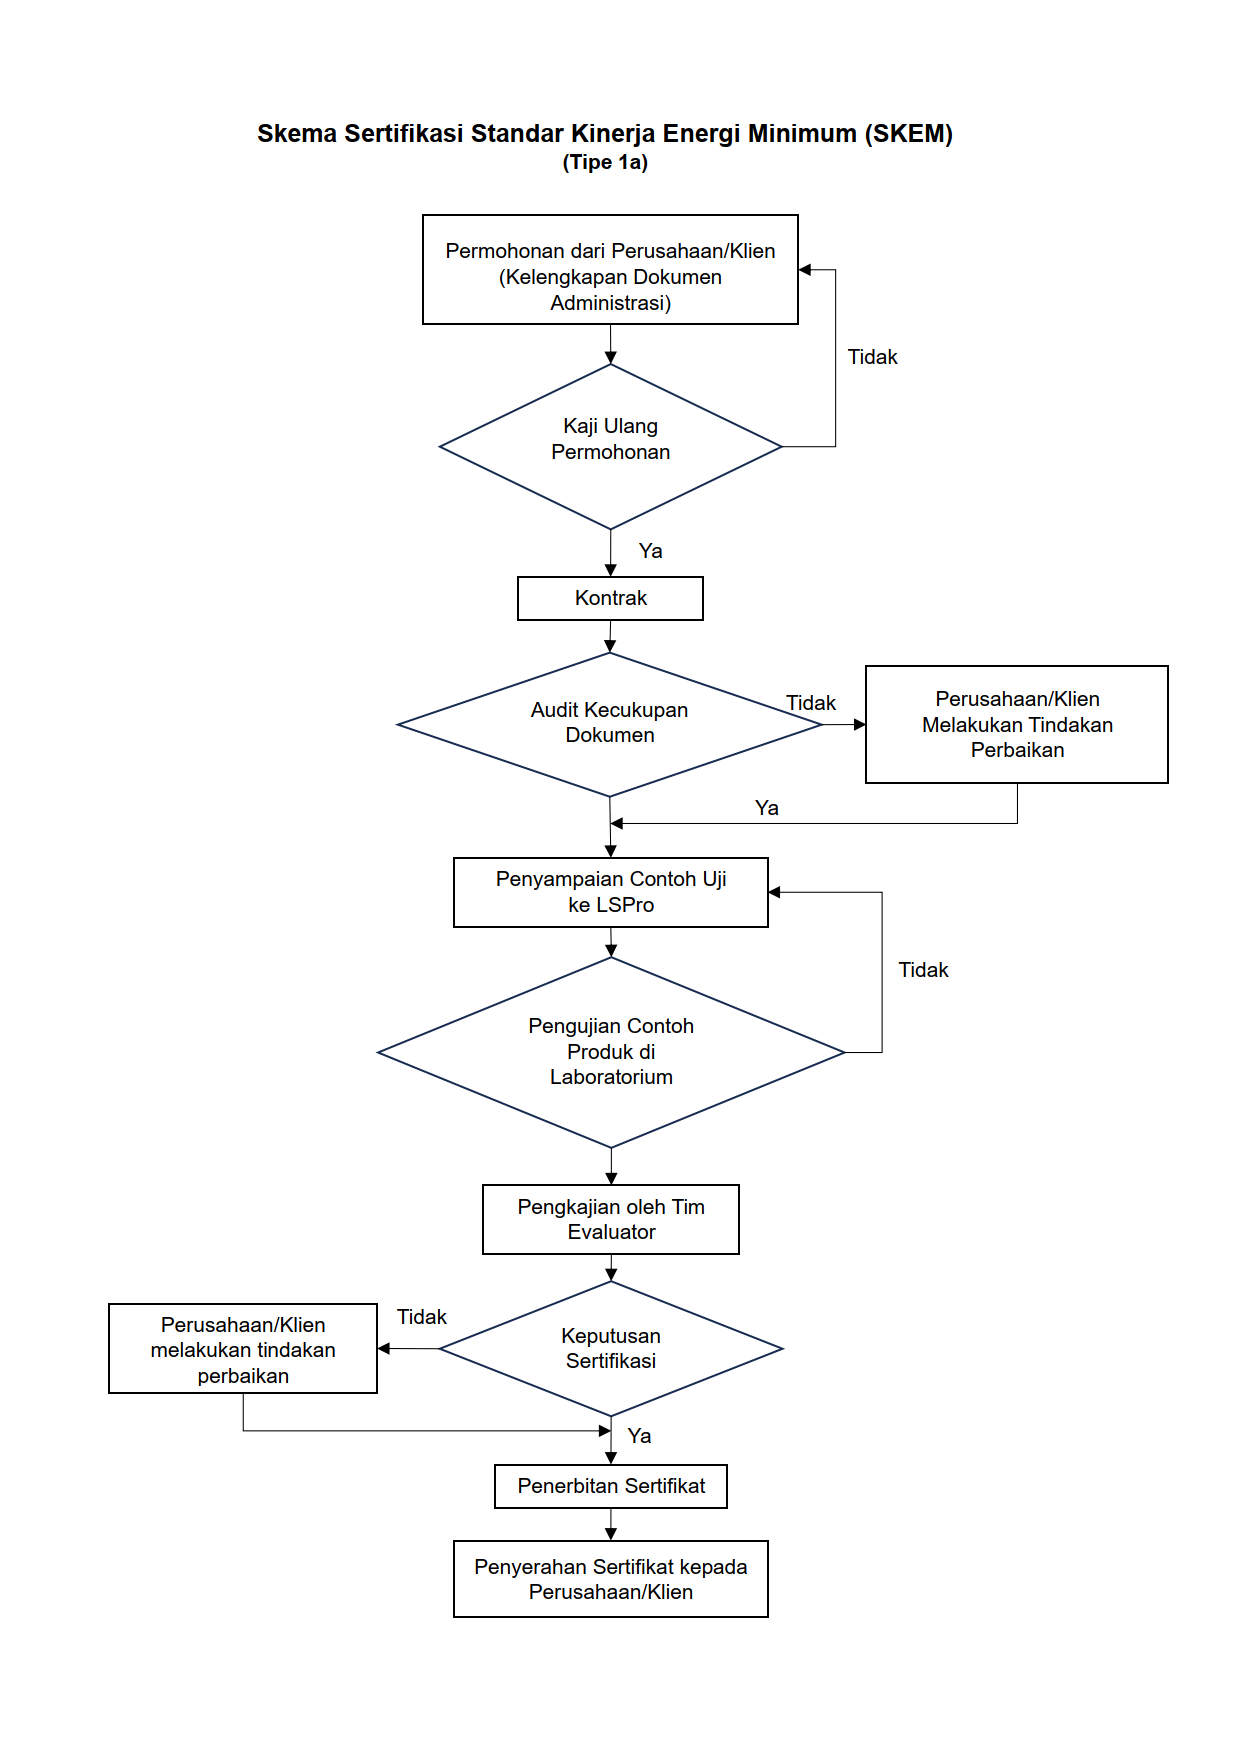 Skema Sertifikasi Standar Kinerja Energi Minimum (SKEM)
(Tipe 1a)
Permohonan dari Perusahaan/Klien
(Kelengkapan Dokumen
Administrasi)
Tidak
Kaji Ulang
Permohonan
Ya
Kontrak
Audit Kecukupan
Dokumen
Tidak
Perusahaan/Klien
Melakukan Tindakan
Perbaikan
Ya
Penyampaian Contoh Uji
ke LSPro
Tidak
Pengujian Contoh
Produk di
Laboratorium
Pengkajian oleh Tim
Evaluator
Keputusan
Sertifikasi
Tidak
Perusahaan/Klien
melakukan tindakan
perbaikan
Ya
Penerbitan Sertifikat
Penyerahan Sertifikat kepada
Perusahaan/Klien